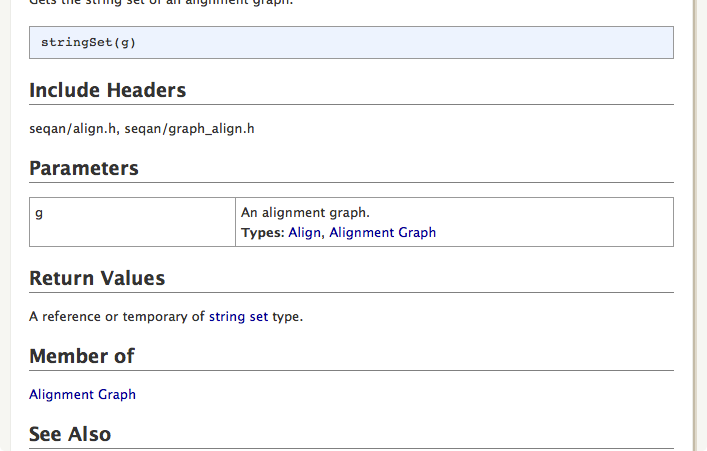 Gets the string set of an alignment graph.
stringSet(g)
Include Headers
seqan/align.h, seqan/graph_align.h
Parameters
g
An alignment graph.
Types: Align, Alignment Graph
Return Values
A reference or temporary of string set type.
Member of
Alignment Graph
See Also